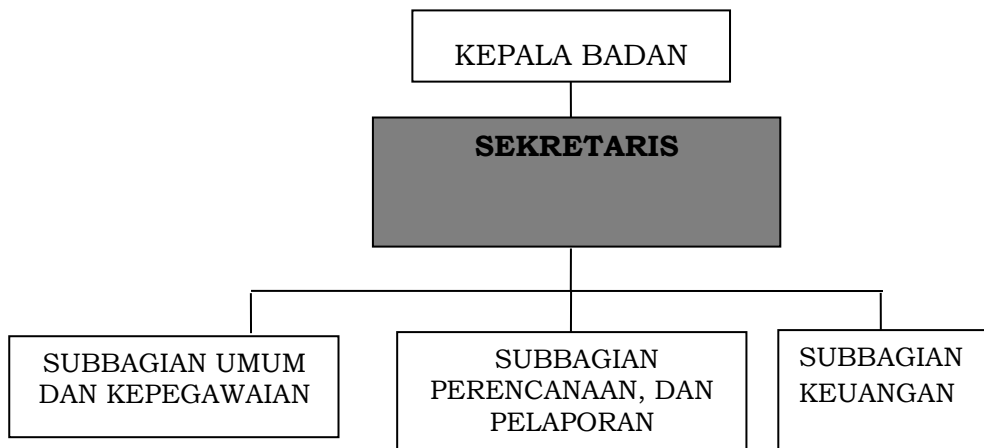 KEPALA BADAN
SEKRETARIS
SUBBAGIAN UMUM
DAN KEPEGAWAIAN
SUBBAGIAN
PERENCANAAN, DAN
PELAPORAN
SUBBAGIAN
KEUANGAN